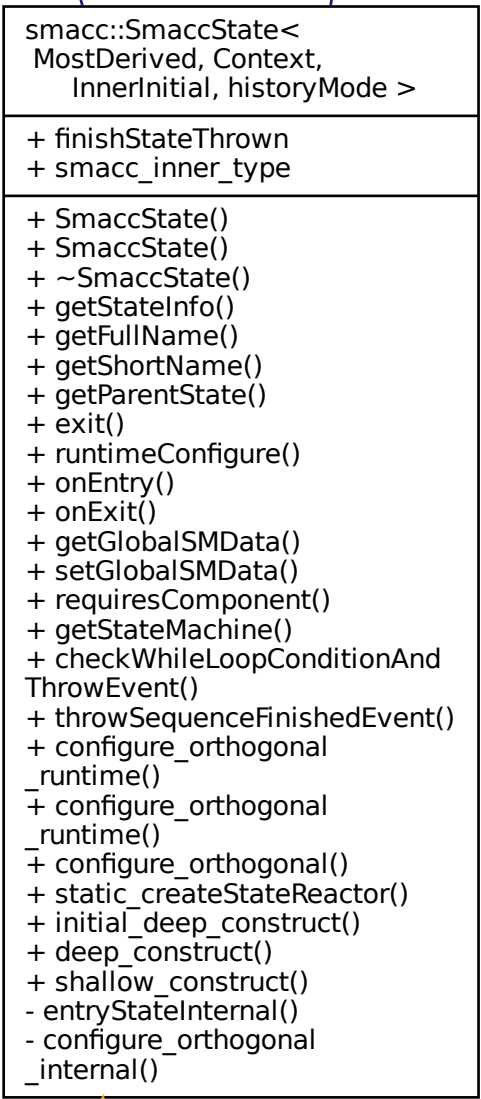 smacc::SmaccState<
MostDerived, Context,
InnerInitial, historyMode >
+ finishStateThrown
+ smacc_inner_type
+ SmaccState()
+ SmaccState()
+ ~SmaccState()
+ getStateInfo()
+ getFullName()
+ getShortName()
+ getParentState()
+ exit()
+ runtimeConfigure()
+ onEntry()
+ onExit()
+ getGlobalSMData()
+ setGlobalSMData()
+ requiresComponent()
+ getStateMachine()
+ checkWhileLoopConditionAnd
ThrowEvent()
+ throwSequenceFinishedEvent()
+ configure_orthogonal
_runtime()
+ configure_orthogonal
_runtime()
+ configure_orthogonal()
+ static_createStateReactor()
+ initial_deep_construct()
+ deep_construct()
+ shallow_construct()
- entryStateInternal()
- configure_orthogonal
_internal()